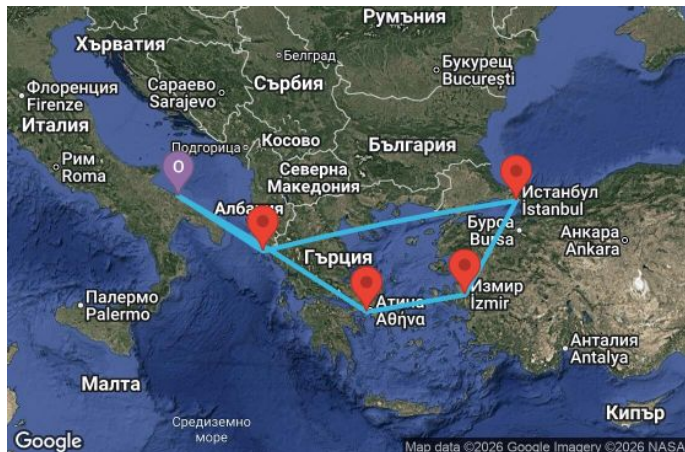 Румъния
Хърватия
Белград
Букурещ
București
Флоренция
Firenze
Сараево
Sarajevo
Сърбия
Италия
Подгорица
Косово
България
Рим
Roma
О
Северна
Македония
Истанбул
İstanbul
Бурса
Bursa
Анкара
Ankara
Гърция
Измир
İzmir
Палермо
Palermo
Атина
Αθήνα
Анталия
Antalya
Малта
Кипър
Средиземно
море
Google
Map data ©2026 Google Imagery ©2026 NASA